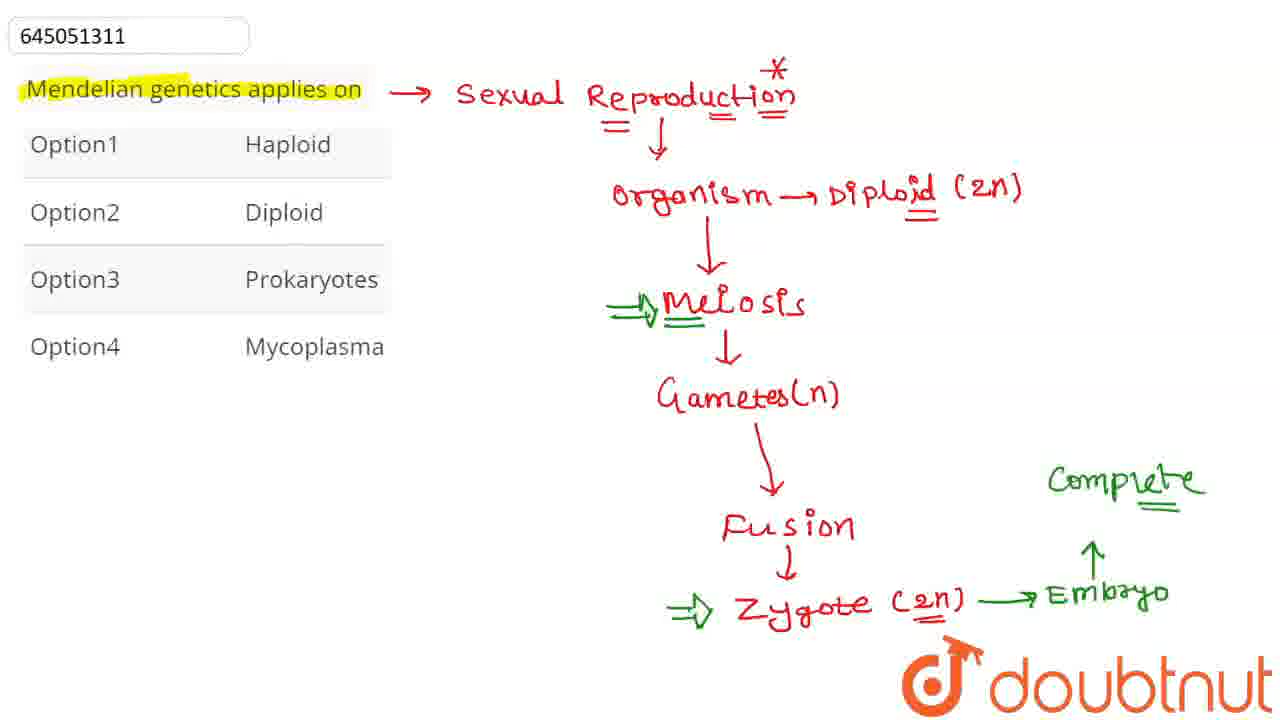 645051311
Mendelian genetics applies on → Sexual Reproduction *
Option1 Haploid
Option2 Diploid
Option3 Prokaryotes
Option4 Mycoplasma
Organism → Diploid (2n)
⇒ Meiosis
Gametes(n)
Fusion
⇒ Zygote (2n) → Embryo
Complete
doubtnut